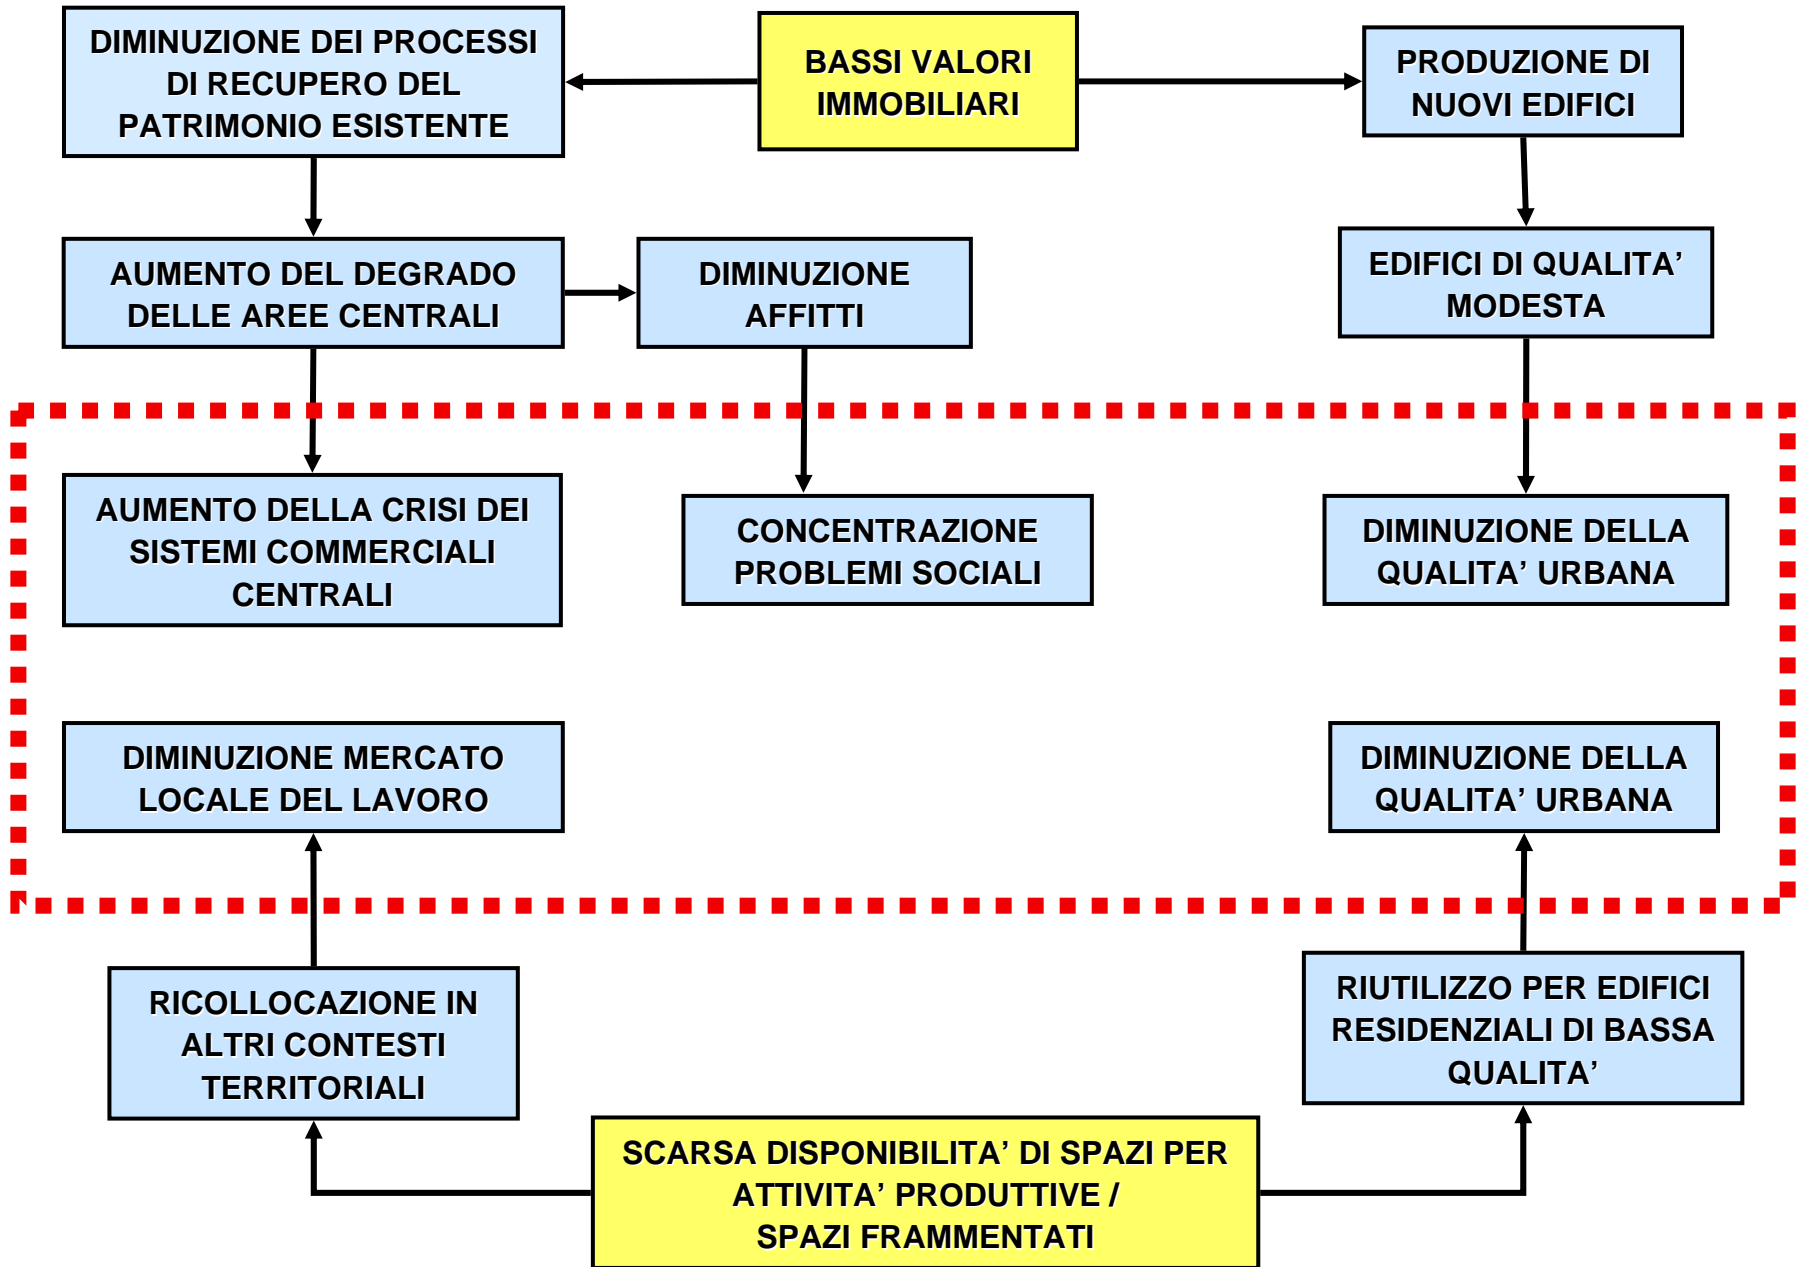 DIMINUZIONE DEI PROCESSI
DI RECUPERO DEL
PATRIMONIO ESISTENTE
BASSI VALORI
IMMOBILIARI
PRODUZIONE DI
NUOVI EDIFICI
AUMENTO DEL DEGRADO
DELLE AREE CENTRALI
DIMINUZIONE
AFFITTI
EDIFICI DI QUALITA’
MODESTA
AUMENTO DELLA CRISI DEI
SISTEMI COMMERCIALI
CENTRALI
CONCENTRAZIONE
PROBLEMI SOCIALI
DIMINUZIONE DELLA
QUALITA’ URBANA
DIMINUZIONE MERCATO
LOCALE DEL LAVORO
DIMINUZIONE DELLA
QUALITA’ URBANA
RICOLLOCAZIONE IN
ALTRI CONTESTI
TERRITORIALI
RIUTILIZZO PER EDIFICI
RESIDENZIALI DI BASSA
QUALITA’
SCARSA DISPONIBILITA’ DI SPAZI PER
ATTIVITA’ PRODUTTIVE /
SPAZI FRAMMENTATI